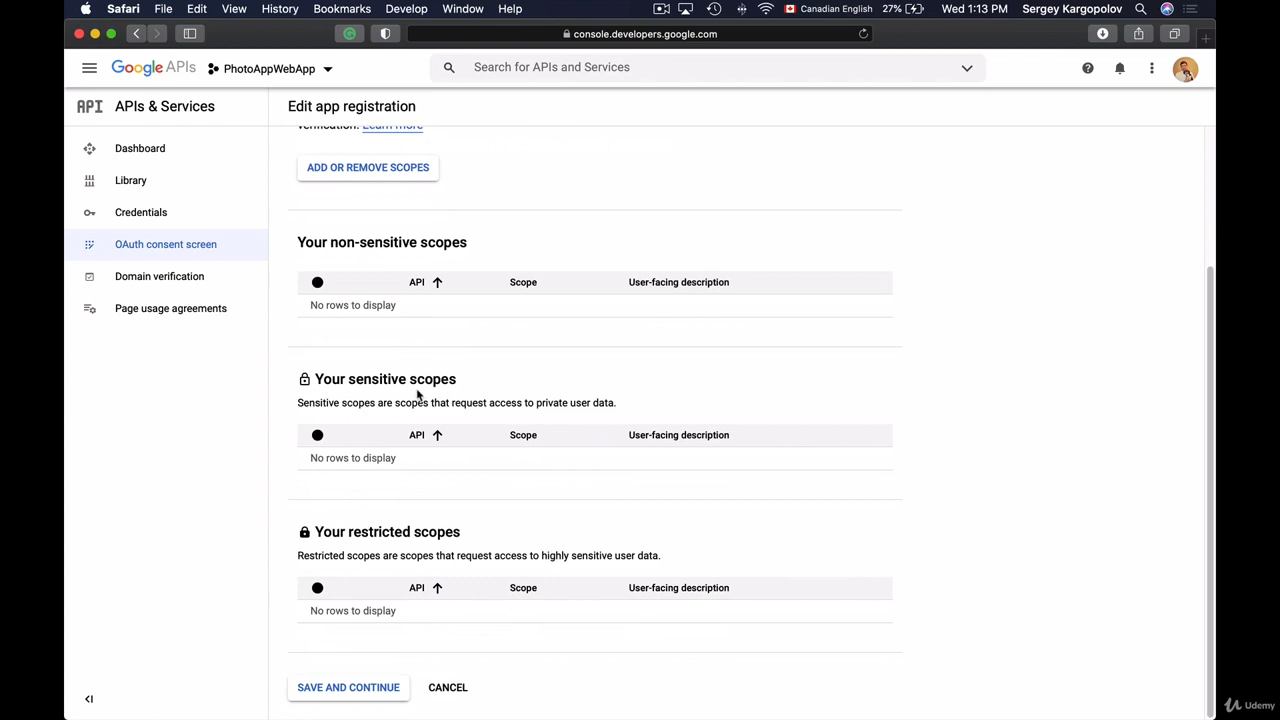 Safari File Edit View History Bookmarks Develop Window Help Canadian English 27% Wed 1:13 PM Sergey Kargopolov
console.developers.google.com
Google APIs PhotoAppWebApp Search for APIs and Services
API APIs & Services
Edit app registration
verification. Learn more
Dashboard
Library
Credentials
OAuth consent screen
Domain verification
Page usage agreements
ADD OR REMOVE SCOPES
Your non-sensitive scopes
API Scope User-facing description
No rows to display
Your sensitive scopes
Sensitive scopes are scopes that request access to private user data.
API Scope User-facing description
No rows to display
Your restricted scopes
Restricted scopes are scopes that request access to highly sensitive user data.
API Scope User-facing description
No rows to display
SAVE AND CONTINUE CANCEL
Udemy